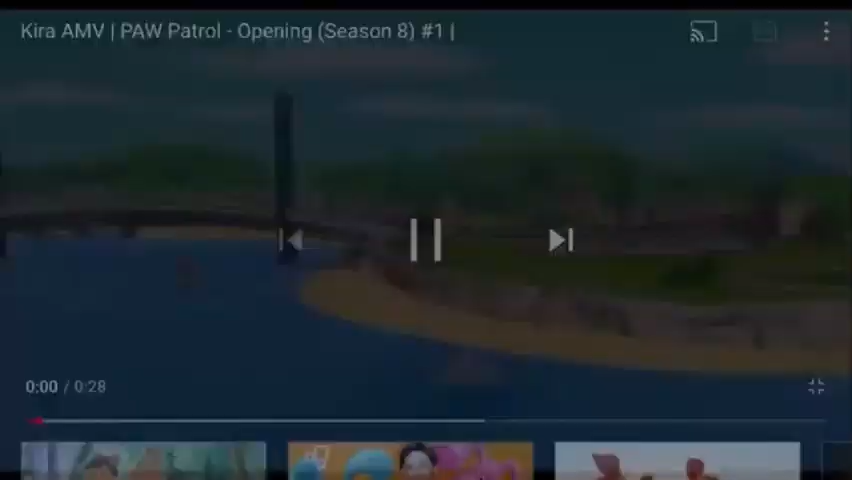 Kira AMV | PAW Patrol - Opening (Season 8) #1 |
0:00 / 0:28